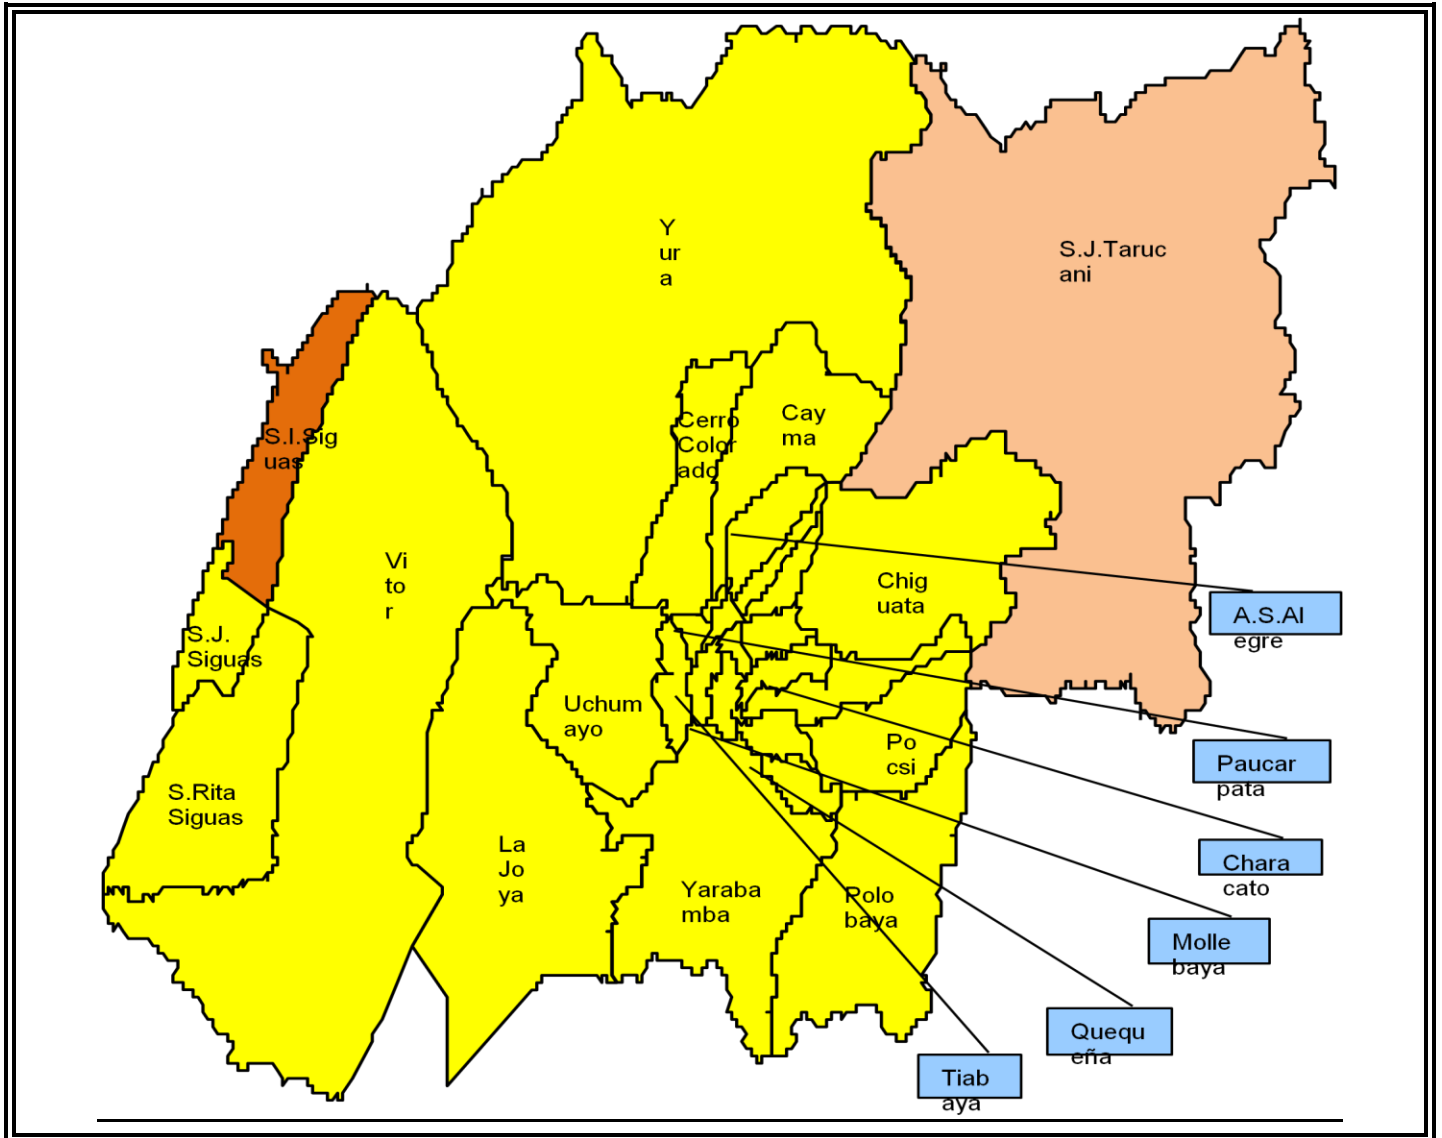 Y
ur
a
S.J.Taruc
ani
Cerro
Color
ado
Cay
ma
S.I.Sig
uas
Vi
to
r
Chig
uata
A.S.Al
egre
S.J.
Siguas
Uchum
ayo
Po
csi
Paucar
pata
S.Rita
Siguas
La
Jo
ya
Chara
cato
Yaraba
mba
Polo
baya
Molle
baya
Quequ
eña
Tiab
aya